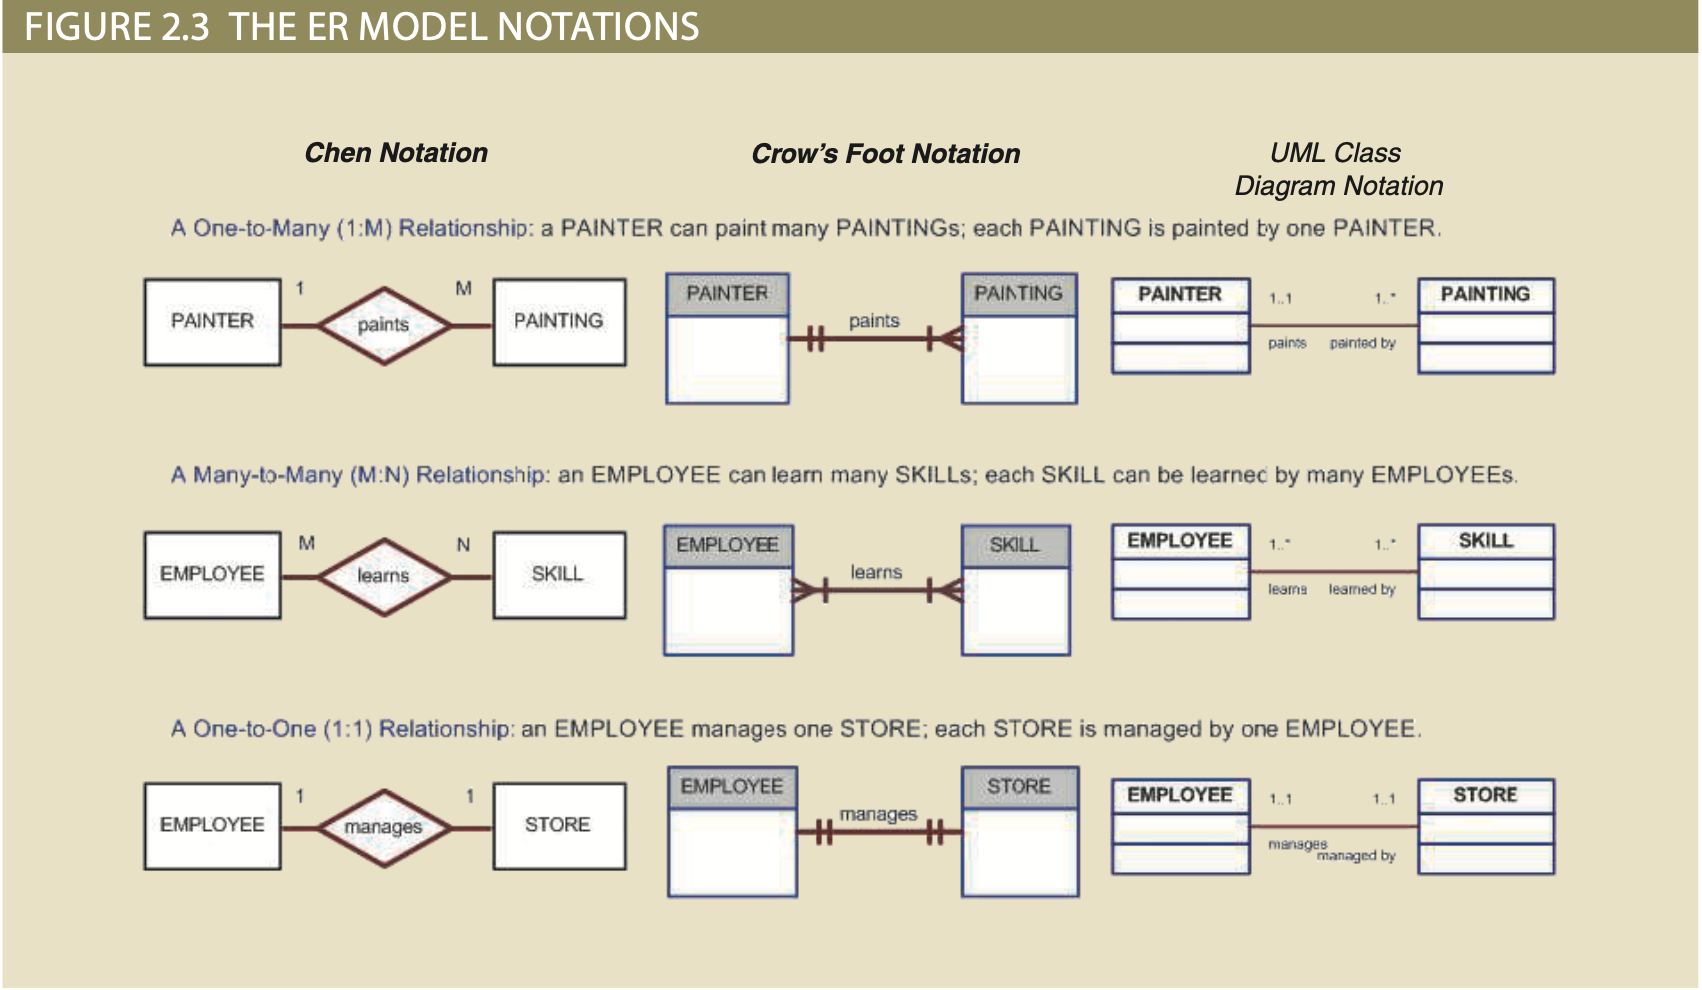 FIGURE 2.3 THE ER MODEL NOTATIONS
Chen Notation
Crow's Foot Notation
UML Class
Diagram Notation
A One-to-Many (1:M) Relationship: a PAINTER can paint many PAINTINGs; each PAINTING is painted by one PAINTER.
PAINTER 1 paints M PAINTING
PAINTER paints PAINTING
PAINTER 1..1 1..* PAINTING
paints painted by
A Many-to-Many (M:N) Relationship: an EMPLOYEE can learn many SKILLs; each SKILL can be learned by many EMPLOYEEs.
EMPLOYEE M learns N SKILL
EMPLOYEE learns SKILL
EMPLOYEE 1..* 1..* SKILL
learns learned by
A One-to-One (1:1) Relationship: an EMPLOYEE manages one STORE; each STORE is managed by one EMPLOYEE.
EMPLOYEE 1 manages 1 STORE
EMPLOYEE manages STORE
EMPLOYEE 1..1 1..1 STORE
manages
managed by